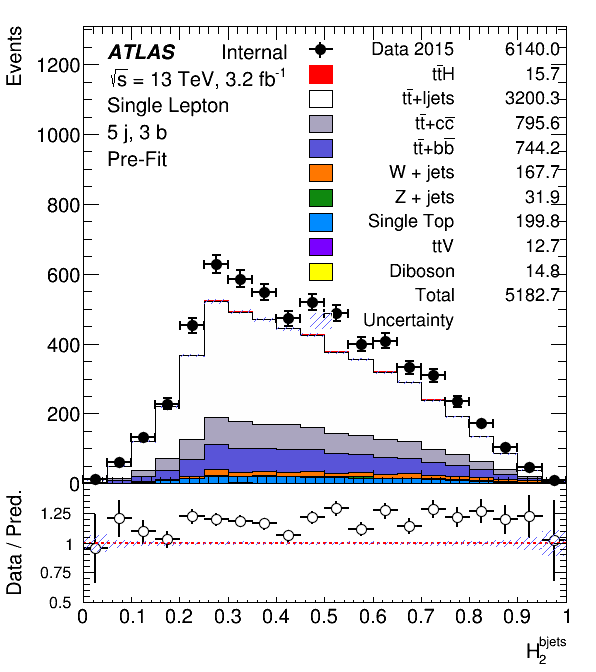 Events
ATLAS Internal
√s = 13 TeV, 3.2 fb⁻¹
Single Lepton
5 j, 3 b
Pre-Fit
Data 2015 6140.0
tt̄H 15.7
tt̄+ljets 3200.3
tt̄+cc̄ 795.6
tt̄+bb̄ 744.2
W + jets 167.7
Z + jets 31.9
Single Top 199.8
ttV 12.7
Diboson 14.8
Total 5182.7
Uncertainty
1200
1000
800
600
400
200
0
Data / Pred.
1.25
1
0.75
0.5
0 0.1 0.2 0.3 0.4 0.5 0.6 0.7 0.8 0.9 1
H₂^bjets